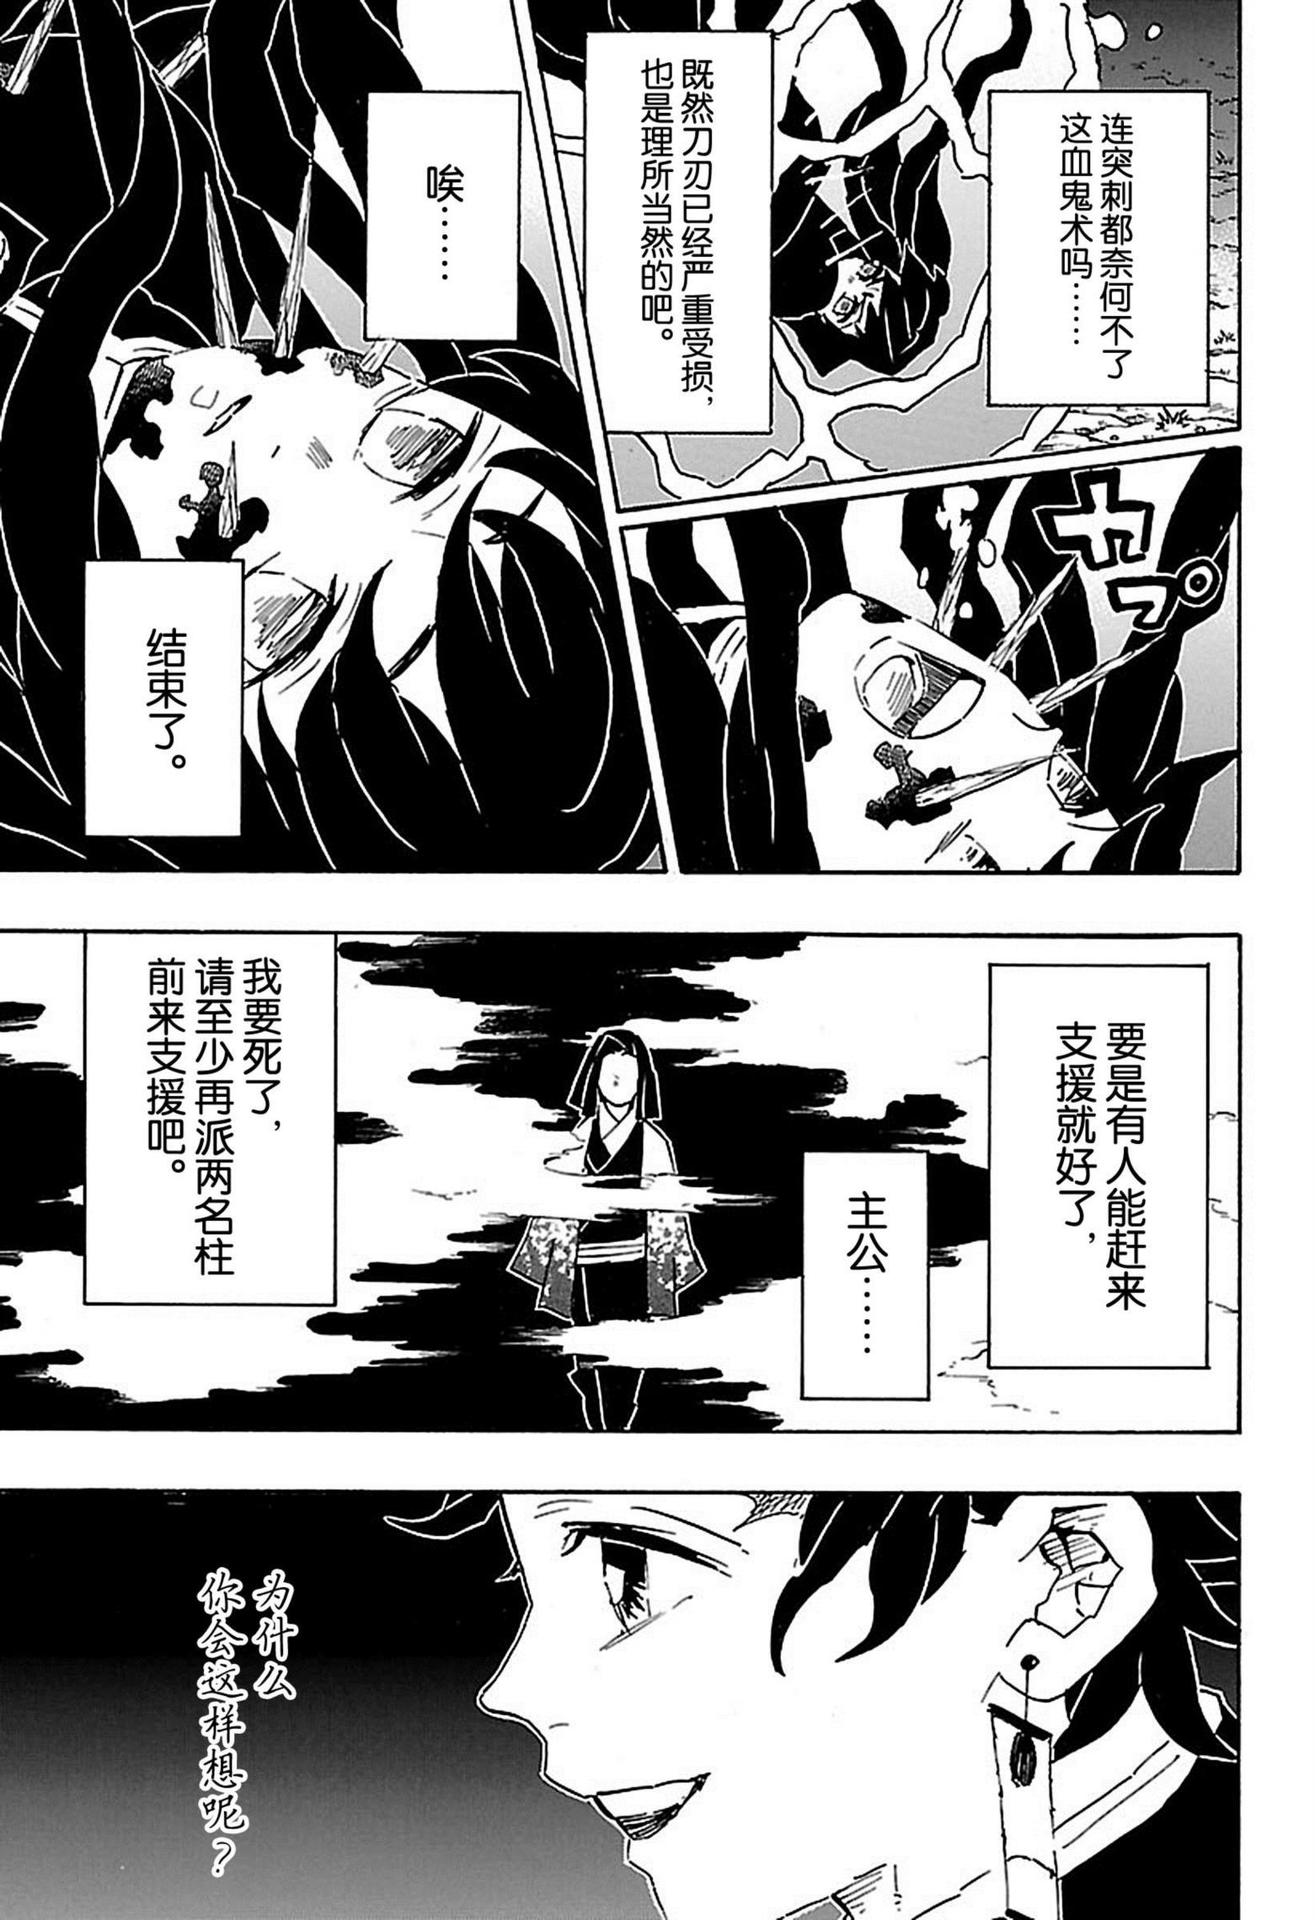 连突刺都奈何不了
这血鬼术吗……
既然刀刃已经严重受损,
也是理所当然的吧。
カプ
唉……
结束了。
要是有人能赶来
支援就好了,
主公……
我要死了,
请至少再派两名柱
前来支援吧。
为什么
你会这样想呢?